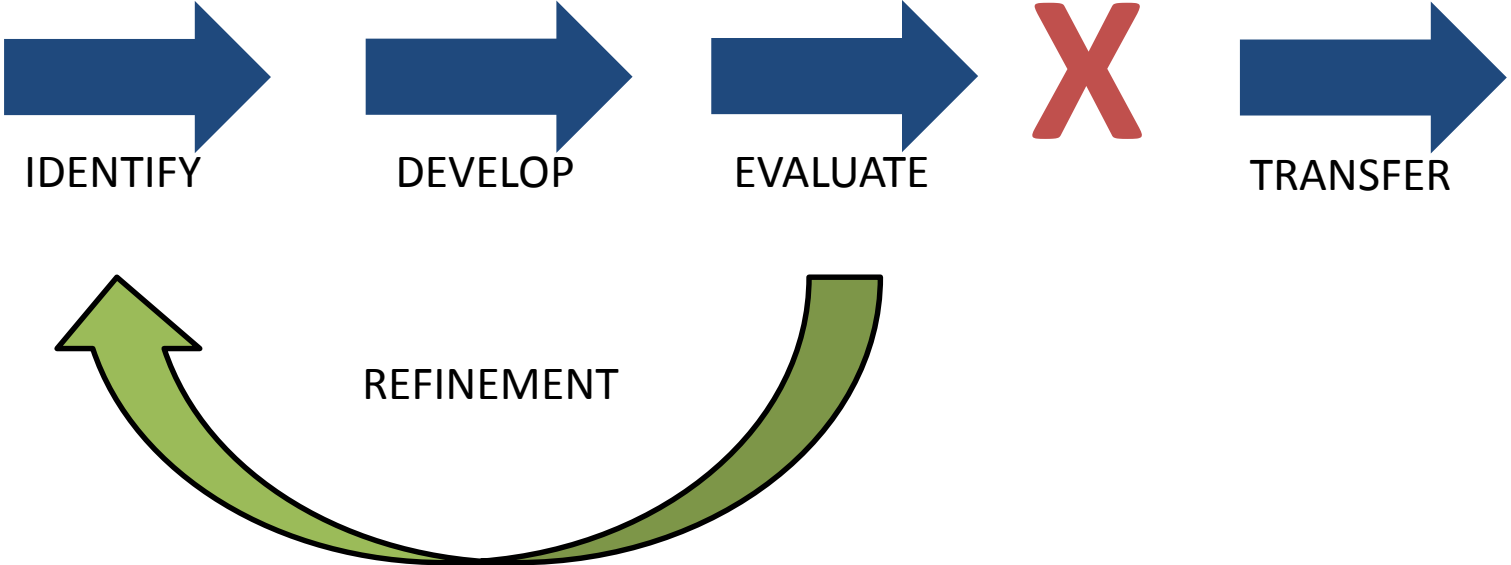 X
IDENTIFY
DEVELOP
EVALUATE
TRANSFER
REFINEMENT